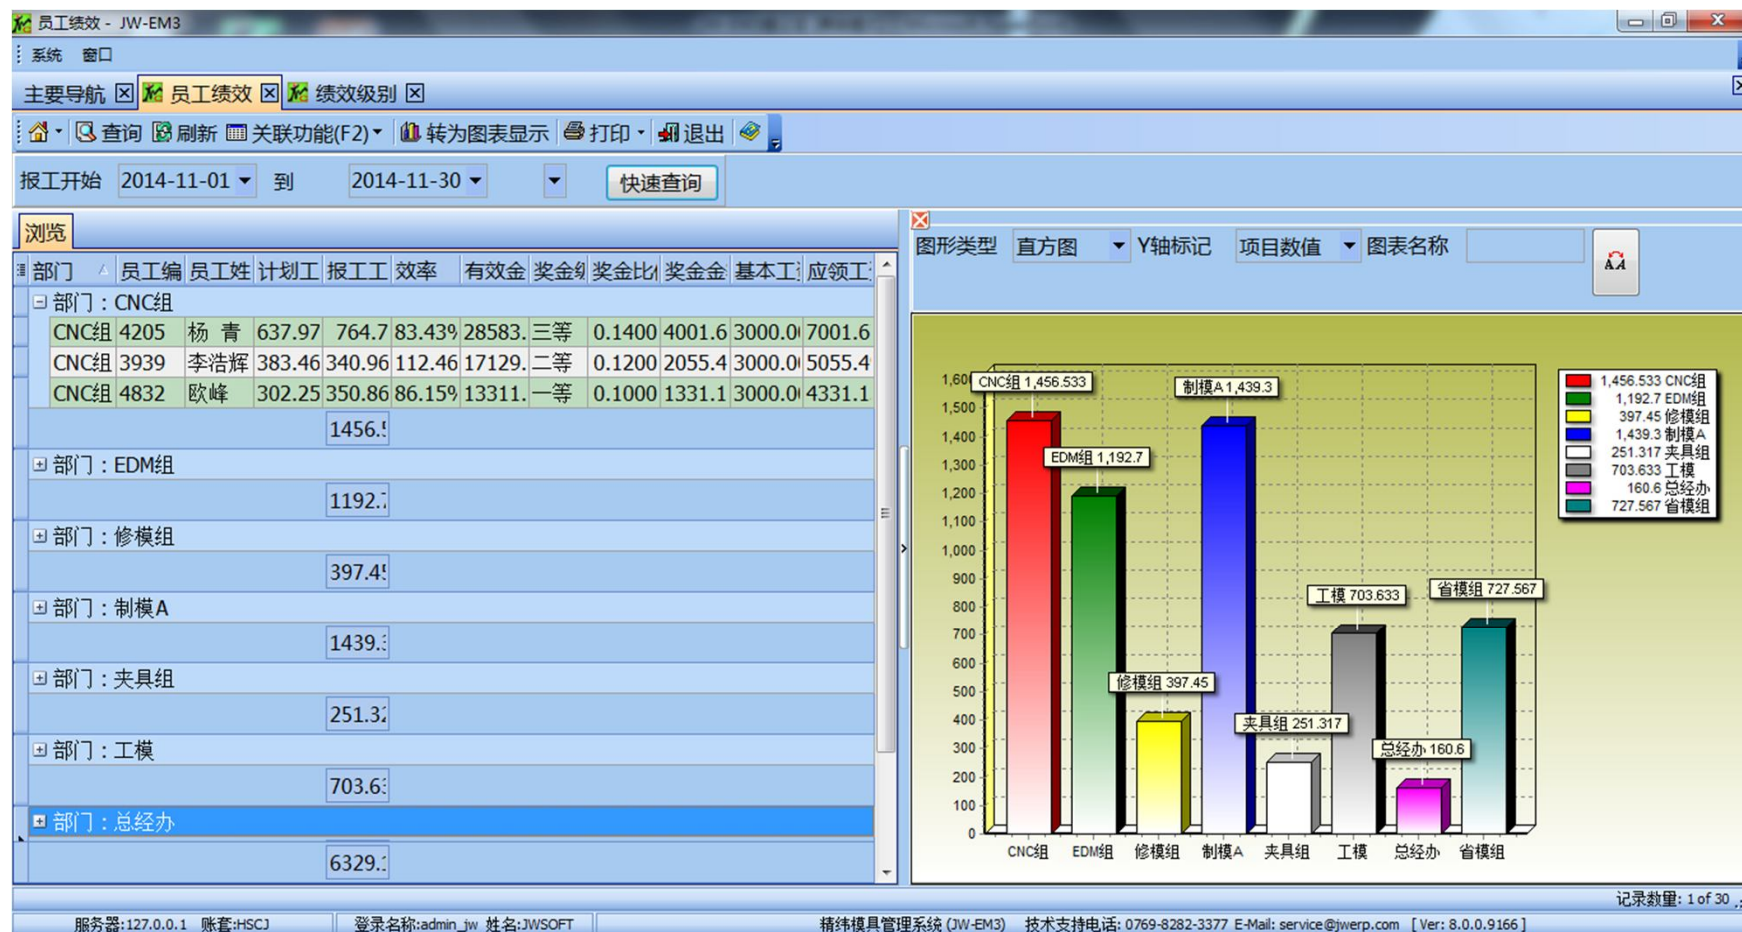 员工绩效 - JW-EM3
系统 窗口
主要导航 员工绩效 绩效级别
查询 刷新 关联功能(F2) 转为图表显示 打印 退出
报工开始 2014-11-01 到 2014-11-30 快速查询
浏览
部门 员工编 员工姓 计划工 报工工 效率 有效金 奖金 奖金比 奖金金 基本工 应领工
部门：CNC组
CNC组 4205 杨 青 637.97 764.7 83.43% 28583. 三等 0.1400 4001.6 3000.0 7001.6
CNC组 3939 李浩辉 383.46 340.96 112.46 17129. 二等 0.1200 2055.4 3000.0 5055.4
CNC组 4832 欧峰 302.25 350.86 86.15% 13311. 一等 0.1000 1331.1 3000.0 4331.1
1456.5
部门：EDM组
1192.7
部门：修模组
397.45
部门：制模A
1439.3
部门：夹具组
251.32
部门：工模
703.63
部门：总经办
6329.
图形类型 直方图 Y轴标记 项目数值 图表名称
1,500
1,400
1,300
1,200
1,100
1,000
900
800
700
600
500
400
300
200
100
0
CNC组 1,456.533
EDM组 1,192.7
修模组 397.45
制模A 1,439.3
夹具组 251.317
工模 703.633
总经办 160.6
省模组 727.567
CNC组 EDM组 修模组 制模A 夹具组 工模 总经办 省模组
1,456.533 CNC组
1,192.7 EDM组
397.45 修模组
1,439.3 制模A
251.317 夹具组
703.633 工模
160.6 总经办
727.567 省模组
记录数量: 1 of 30
服务器:127.0.0.1 账套:HSCJ 登录名称:admin_jw 姓名:JWSOFT 精纬模具管理系统 (JW-EM3) 技术支持电话: 0769-8282-3377 E-Mail: service@jwerp.com [ Ver: 8.0.0.9166 ]